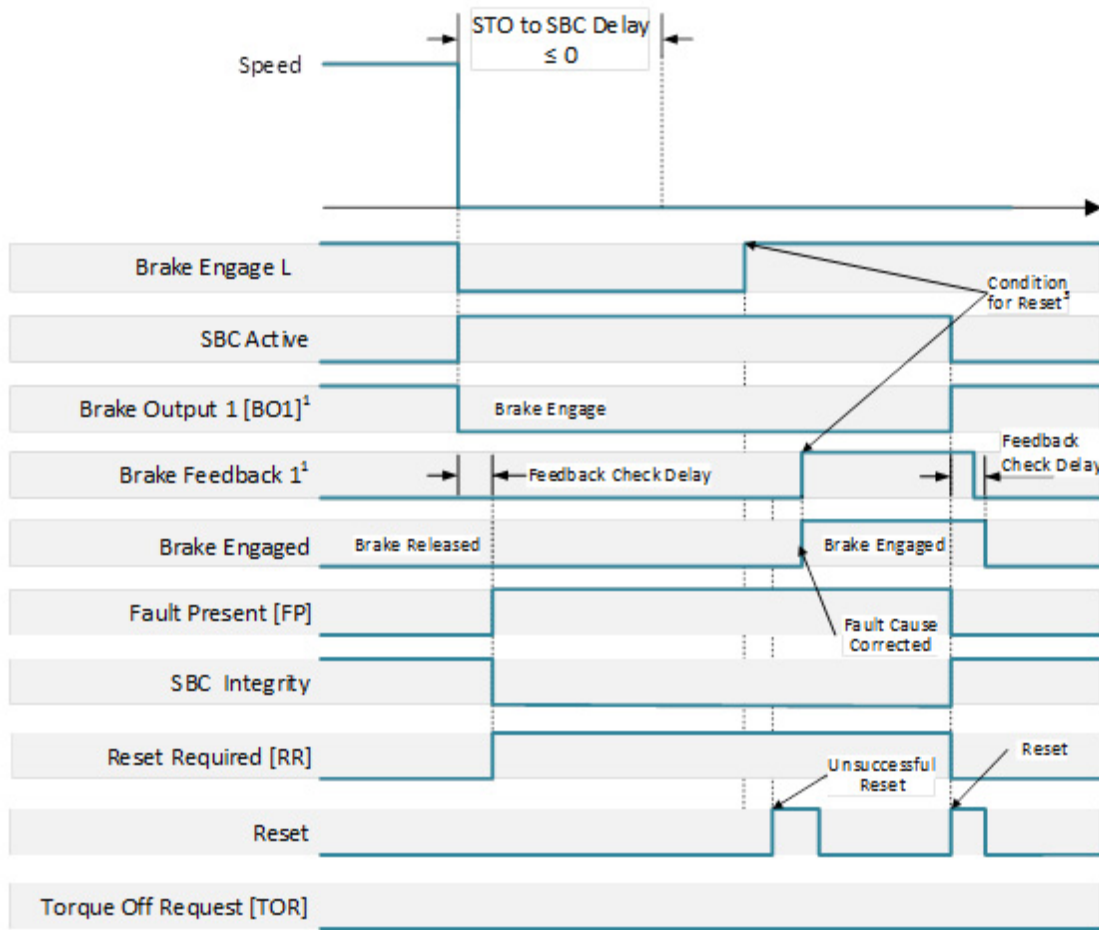 STO to SBC Delay
≤ 0
Speed
Brake Engage L
Condition
for Reset³
SBC Active
Brake Output 1 [BO1]¹
Brake Engage
Feedback
Check Delay
Brake Feedback 1¹
Feedback Check Delay
Brake Engaged
Brake Released
Brake Engaged
Fault Present [FP]
Fault Cause
Corrected
SBC Integrity
Reset Required [RR]
Unsuccessful
Reset
Reset
Reset
Torque Off Request [TOR]